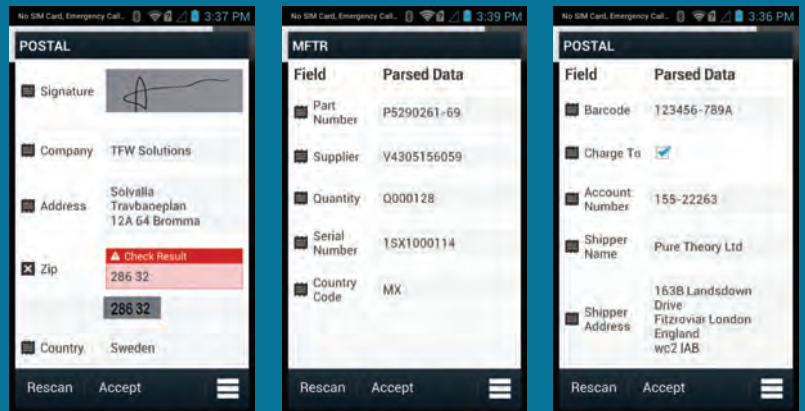 No SIM Card, Emergency Call.. 3:37 PM
POSTAL
Signature
Company TFW Solutions
Address Solvalla
Travbaneplan
12A 64 Bromma
Check Result
Zip 286 32
286 32
Country Sweden
Rescan Accept
No SIM Card, Emergency Call.. 3:39 PM
MFTR
Field Parsed Data
Part
Number P5290261-69
Supplier V4305156059
Quantity Q000128
Serial
Number 1SX1000114
Country
Code MX
Rescan Accept
No SIM Card, Emergency Call.. 3:36 PM
POSTAL
Field Parsed Data
Barcode 123456-789A
Charge To
Account
Number 155-22263
Shipper
Name Pure Theory Ltd
Shipper
Address 163B Landsdown
Drive
Fitzroviar London
England
wc2 IAB
Rescan Accept